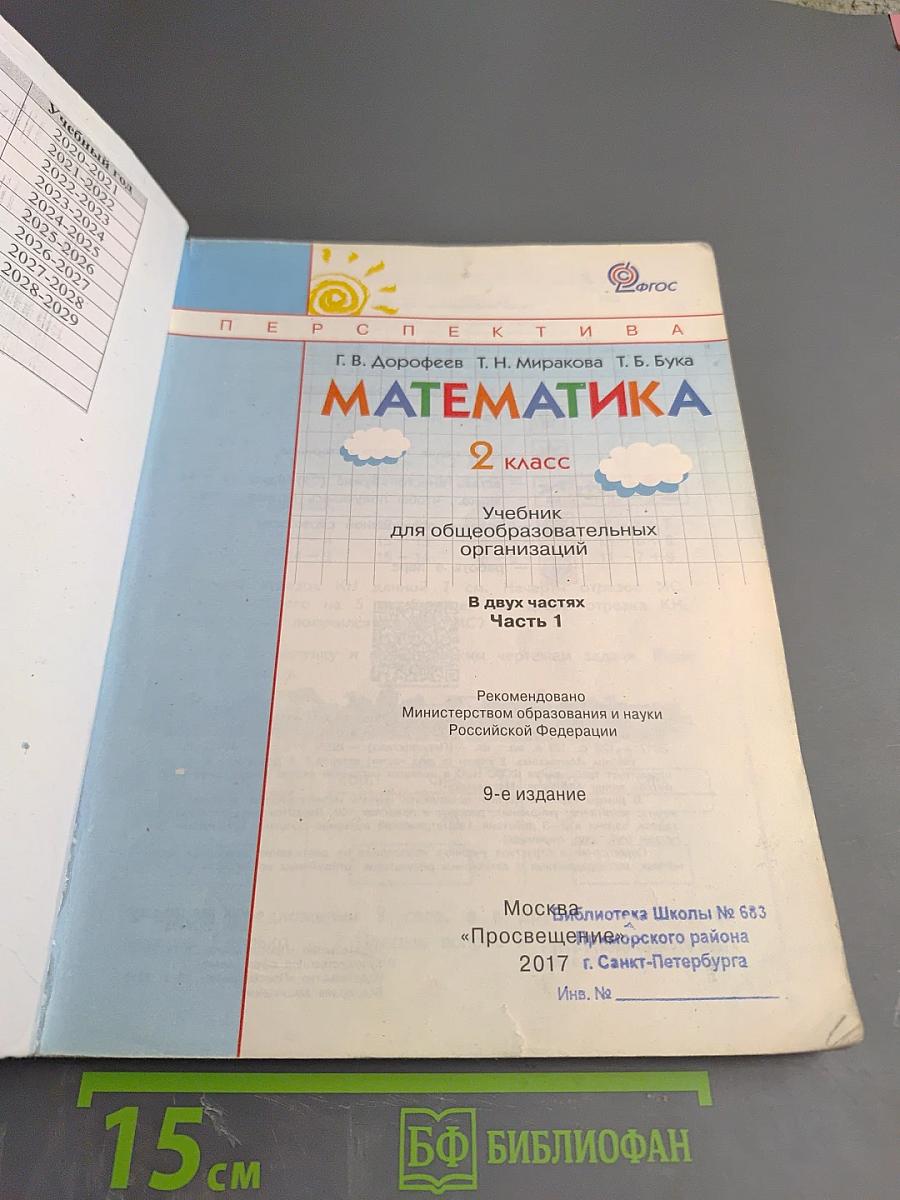 Учебный год
2020-2021
2021-2022
2022-2023
2023-2024
2024-2025
2025-2026
2026-2027
2027-2028
2028-2029
ФГОС
ПЕРСПЕКТИВА
Г. В. Дорофеев Т. Н. Миракова Т. Б. Бука
МАТЕМАТИКА
2 класс
Учебник
для общеобразовательных
организаций
В двух частях
Часть 1
Рекомендовано
Министерством образования и науки
Российской Федерации
9-е издание
Москва
«Просвещение»
2017
Библиотека Школы № 683
Приморского района
г. Санкт-Петербурга
Инв. №
15 см
БФ БИБЛИОФАН